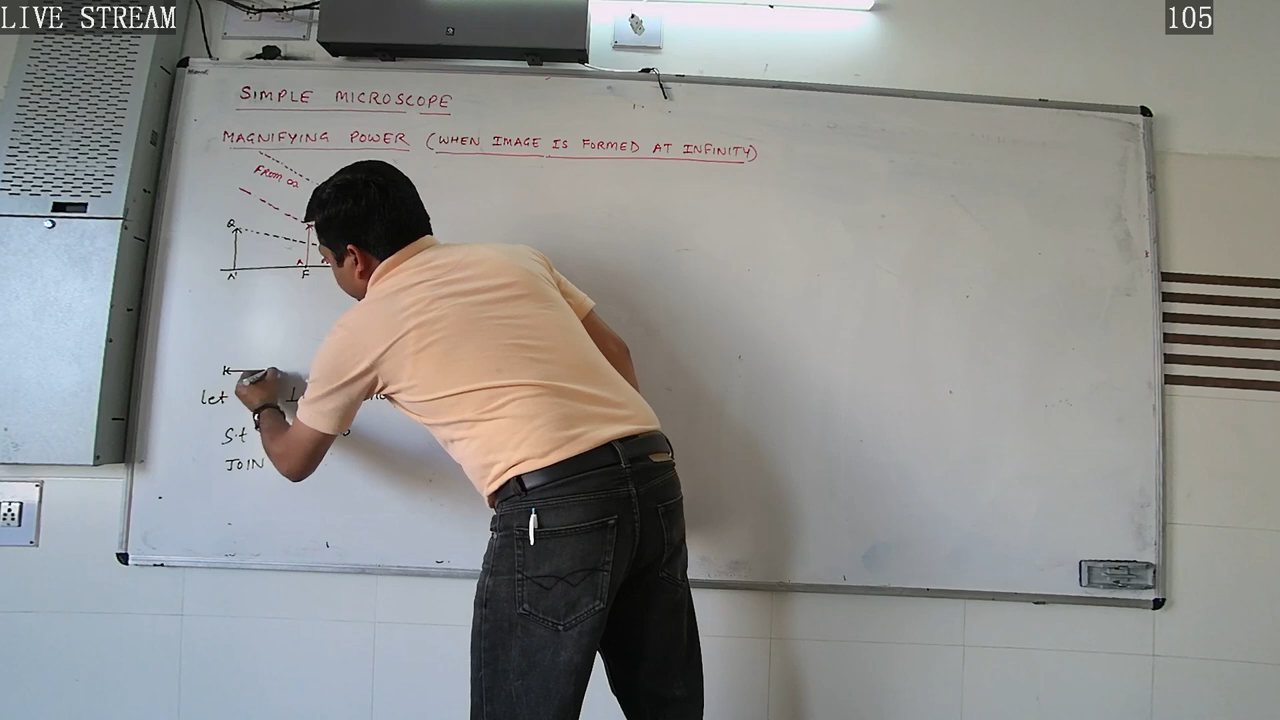 LIVE STREAM
105
SIMPLE MICROSCOPE
MAGNIFYING POWER (WHEN IMAGE IS FORMED AT INFINITY)
From ∞
Q
A
A' F
let
S.t
JOIN